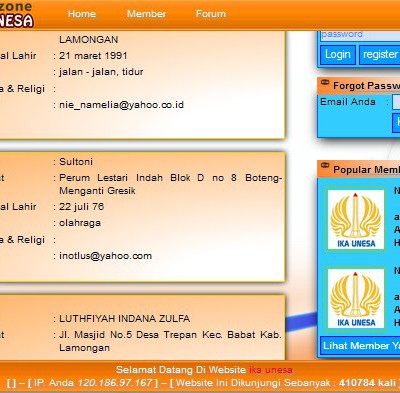 zone
UNESA
Home Member Forum
LAMONGAN
al Lahir : 21 maret 1991
: jalan - jalan, tidur
a & Religi :
: nie_namelia@yahoo.co.id
: Sultoni
at : Perum Lestari Indah Blok D no 8 Boteng-
Menganti Gresik
al Lahir : 22 juli 76
: olahraga
a & Religi :
: inotlus@yahoo.com
: LUTHFIYAH INDANA ZULFA
at : Jl. Masjid No.5 Desa Trepan Kec. Babat Kab.
Lamongan
password
Login register
Forgot Passw
Email Anda :
Popular Memb
IKA UNESA
IKA UNESA
Lihat Member Ya
Selamat Datang Di Website ika unesa
[ ] -- [ IP. Anda 120.186.97.167 ] -- [ Website Ini Dikunjungi Sebanyak : 410784 kali ]